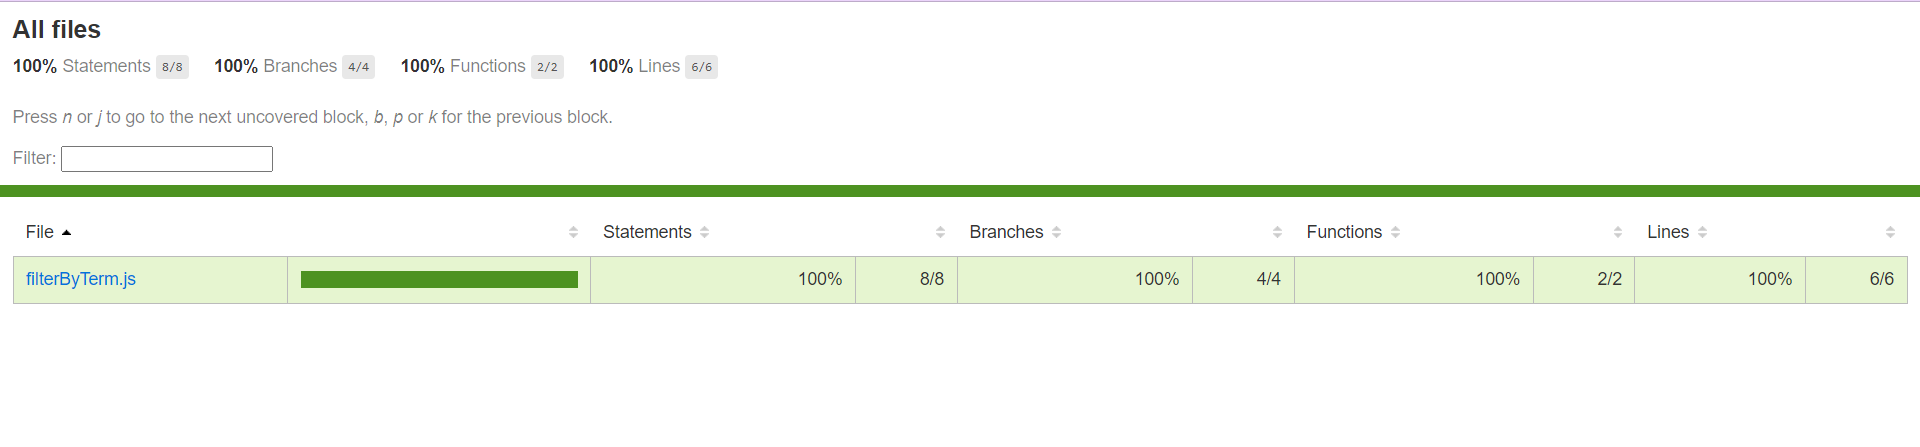 All files
100% Statements 8/8 100% Branches 4/4 100% Functions 2/2 100% Lines 6/6
Press n or j to go to the next uncovered block, b, p or k for the previous block.
Filter:
File Statements Branches Functions Lines
filterByTerm.js 100% 8/8 100% 4/4 100% 2/2 100% 6/6